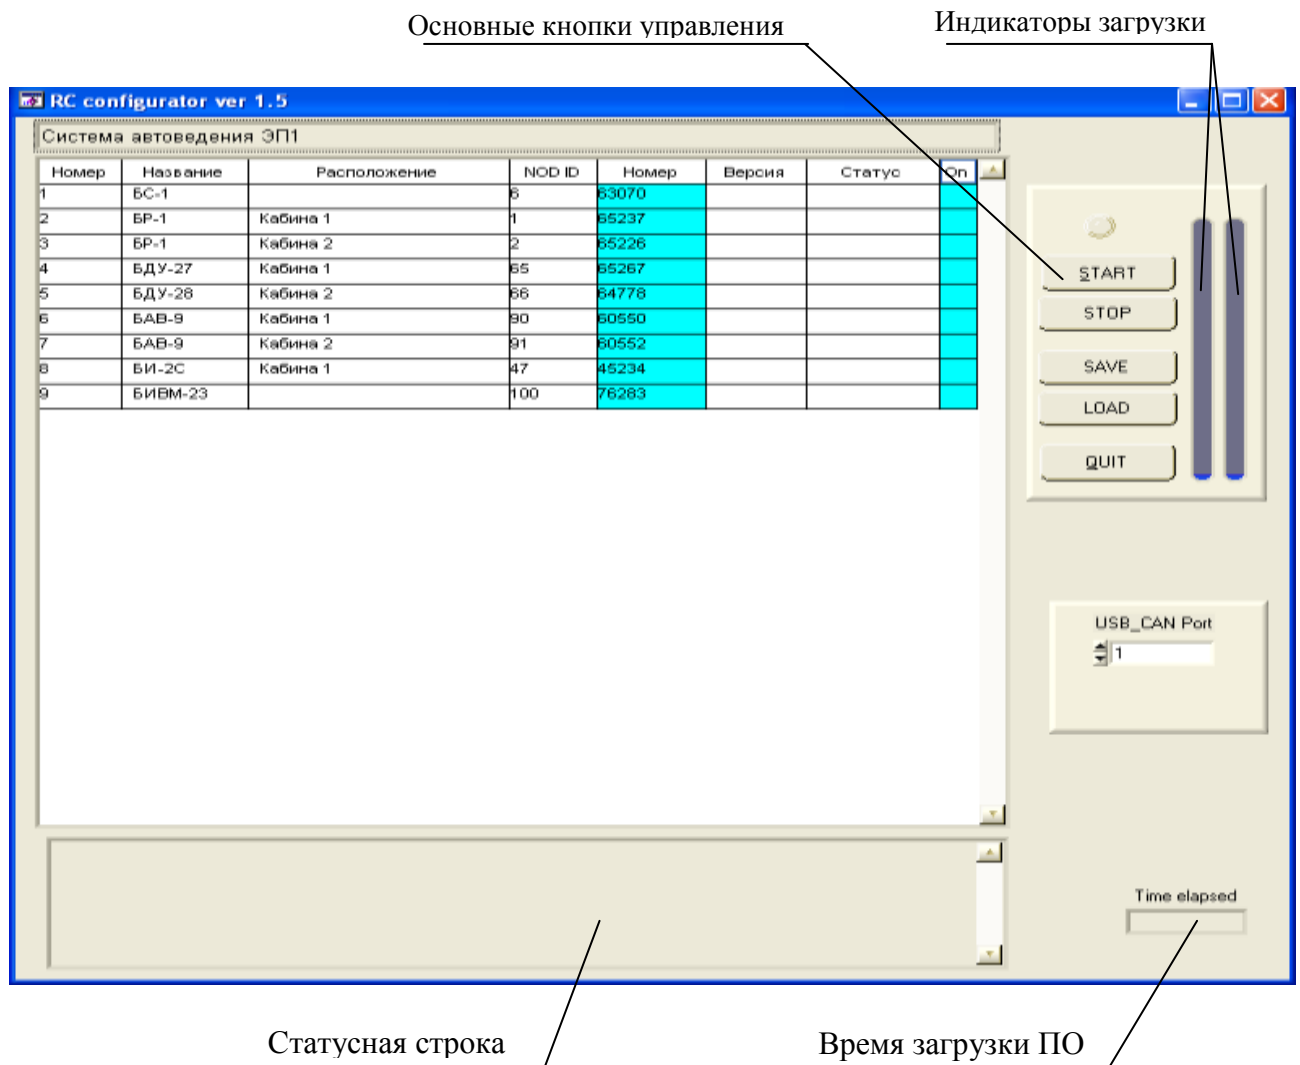 Основные кнопки управления
Индикаторы загрузки
RC configurator ver 1.5
Система автоведения ЭП1
Номер Название Расположение NOD ID Номер Версия Статус On
1 БС-1 6 63070
2 БР-1 Кабина 1 1 65237
3 БР-1 Кабина 2 2 65226
4 БДУ-27 Кабина 1 65 65267
5 БДУ-28 Кабина 2 66 64778
6 БАВ-9 Кабина 1 90 60550
7 БАВ-9 Кабина 2 91 60552
8 БИ-2С Кабина 1 47 45234
9 БИВМ-23 100 76283
START
STOP
SAVE
LOAD
QUIT
USB_CAN Port
1
Time elapsed
Статусная строка
Время загрузки ПО